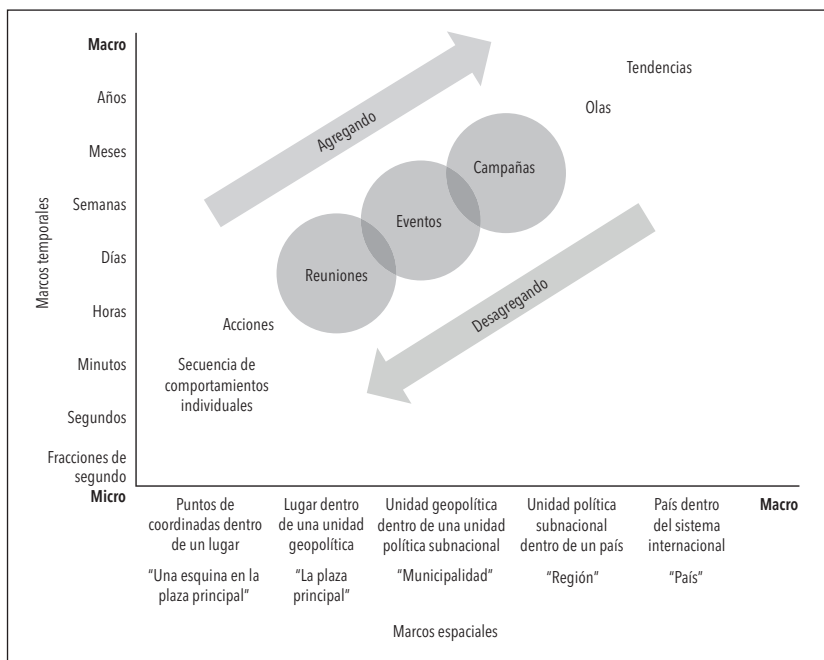 Macro
Años
Meses
Semanas
Días
Horas
Minutos
Segundos
Fracciones de
segundo
Micro
Marcos temporales
Agregando
Desagregando
Tendencias
Olas
Campañas
Eventos
Reuniones
Acciones
Secuencia de
comportamientos
individuales
Puntos de
coordinadas dentro
de un lugar
"Una esquina en la
plaza principal"
Lugar dentro
de una unidad
geopolítica
"La plaza
principal"
Unidad geopolítica
dentro de una unidad
política subnacional
"Municipalidad"
Unidad política
subnacional
dentro de un país
"Región"
País dentro
del sistema
internacional
"País"
Macro
Marcos espaciales